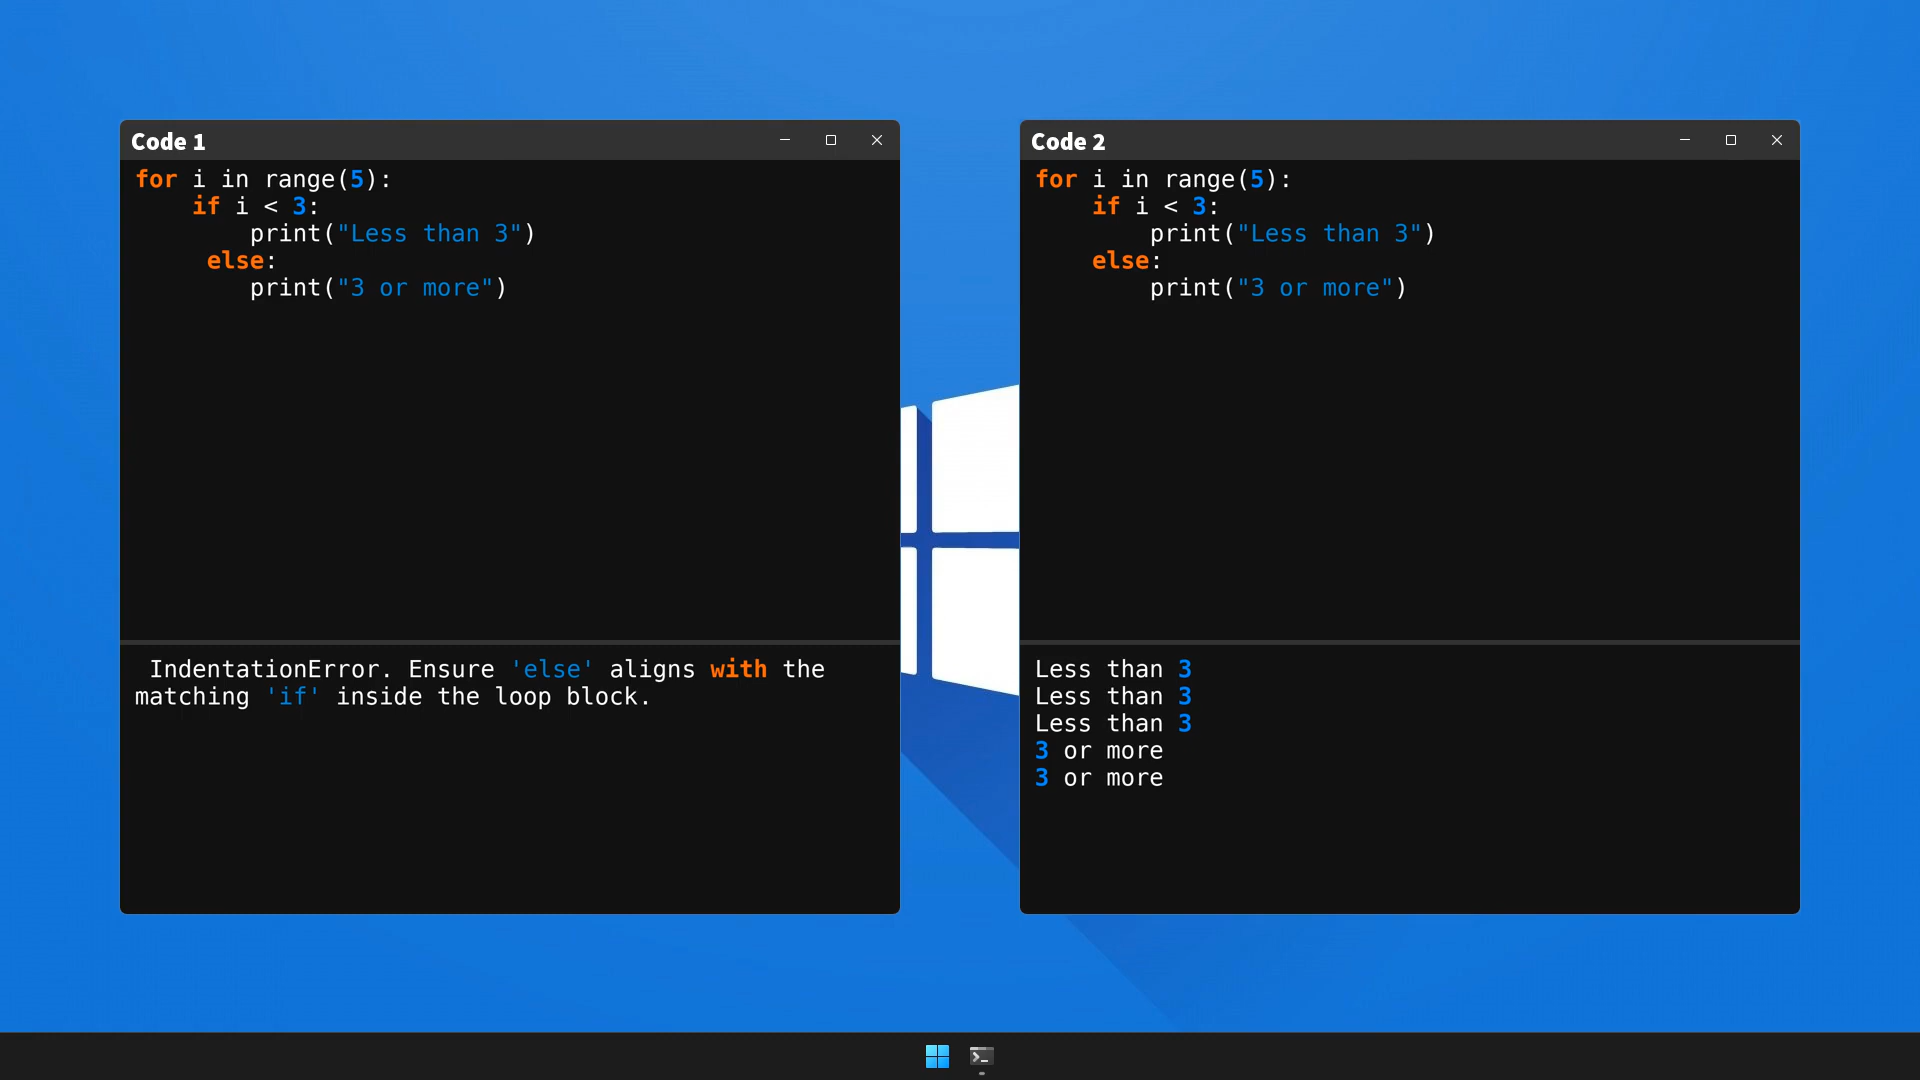 Code 1
for i in range(5):
    if i < 3:
        print("Less than 3")
     else:
        print("3 or more")
 IndentationError. Ensure 'else' aligns with the
matching 'if' inside the loop block.
Code 2
for i in range(5):
    if i < 3:
        print("Less than 3")
    else:
        print("3 or more")
Less than 3
Less than 3
Less than 3
3 or more
3 or more